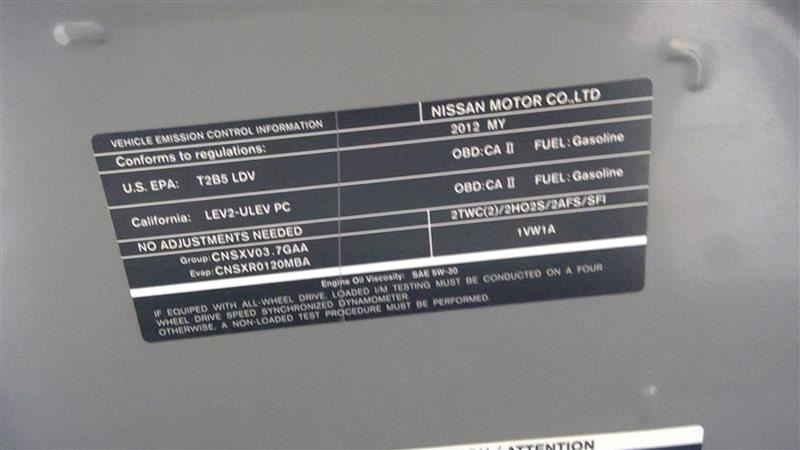 VEHICLE EMISSION CONTROL INFORMATION NISSAN MOTOR CO.,LTD
Conforms to regulations: 2012 MY
U.S. EPA: T2B5 LDV OBD:CA II FUEL: Gasoline
California: LEV2-ULEV PC OBD:CA II FUEL: Gasoline
NO ADJUSTMENTS NEEDED 2TWC(2)/2HO2S/2AFS/SFI
Group: CNSXV03.7GAA 1VW1A
Evap: CNSXR0120MBA
Engine Oil Viscosity: SAE 5W-30
IF EQUIPED WITH ALL-WHEEL DRIVE, LOADED I/M TESTING MUST BE CONDUCTED ON A FOUR
WHEEL DRIVE SPEED SYNCHRONIZED DYNAMOMETER.
OTHERWISE, A NON-LOADED TEST PROCEDURE MUST BE PERFORMED.
/ATTENTION